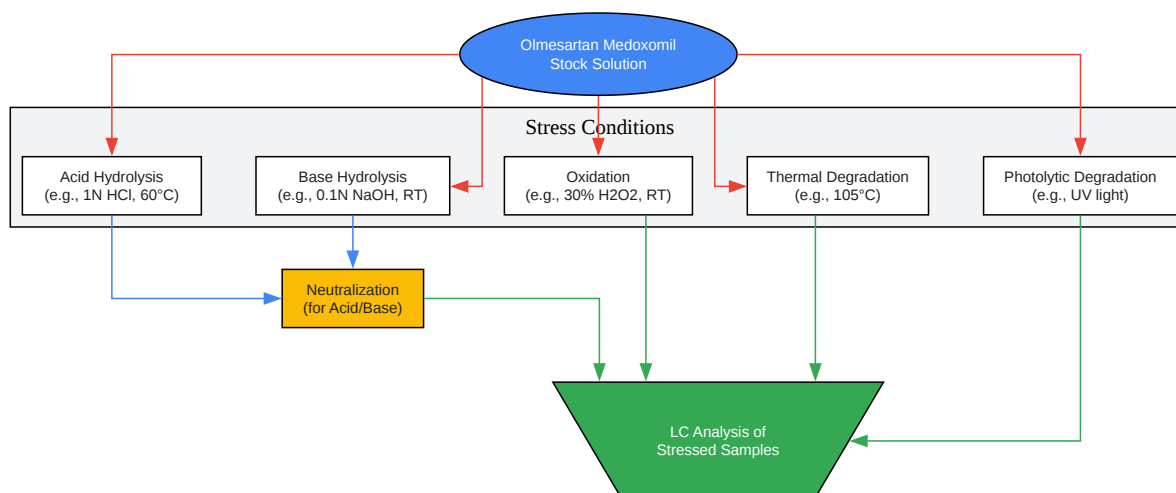 Olmesartan Medoxomil
Stock Solution
Stress Conditions
Acid Hydrolysis
(e.g., 1N HCl, 60°C)
Base Hydrolysis
(e.g., 0.1N NaOH, RT)
Oxidation
(e.g., 30% H2O2, RT)
Thermal Degradation
(e.g., 105°C)
Photolytic Degradation
(e.g., UV light)
Neutralization
(for Acid/Base)
LC Analysis of
Stressed Samples